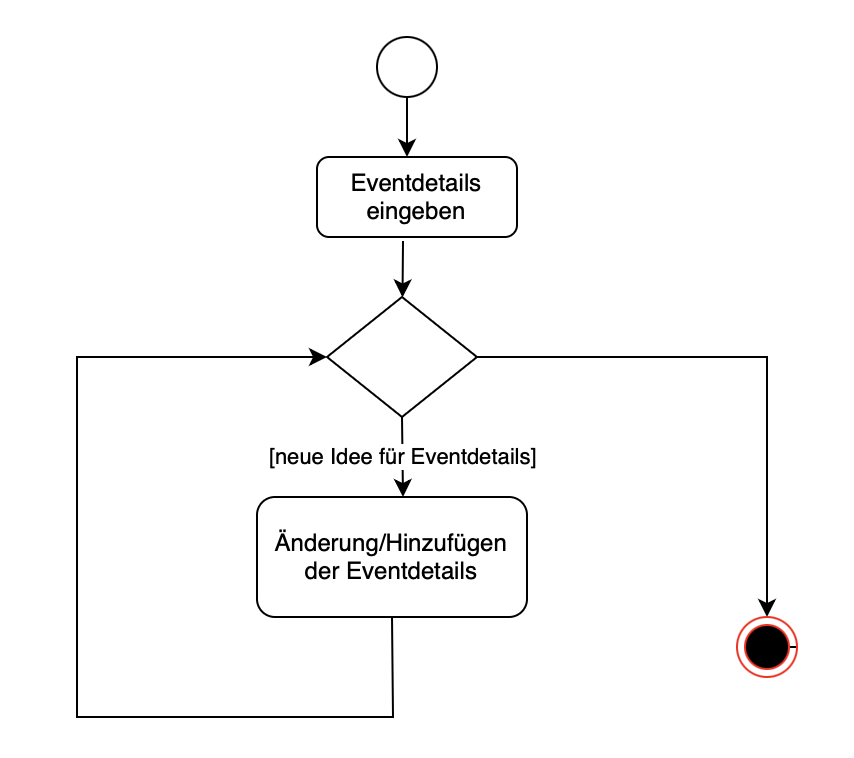 Eventdetails
eingeben
[neue Idee für Eventdetails]
Änderung/Hinzufügen
der Eventdetails